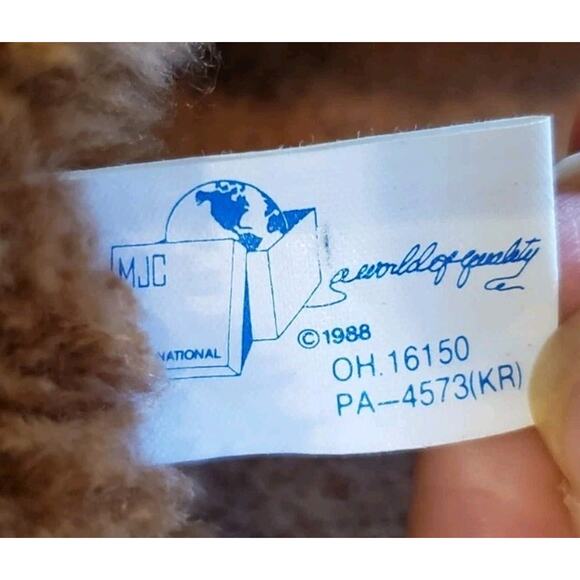 MJC
NATIONAL
a world of quality
© 1988
OH.16150
PA-4573(KR)